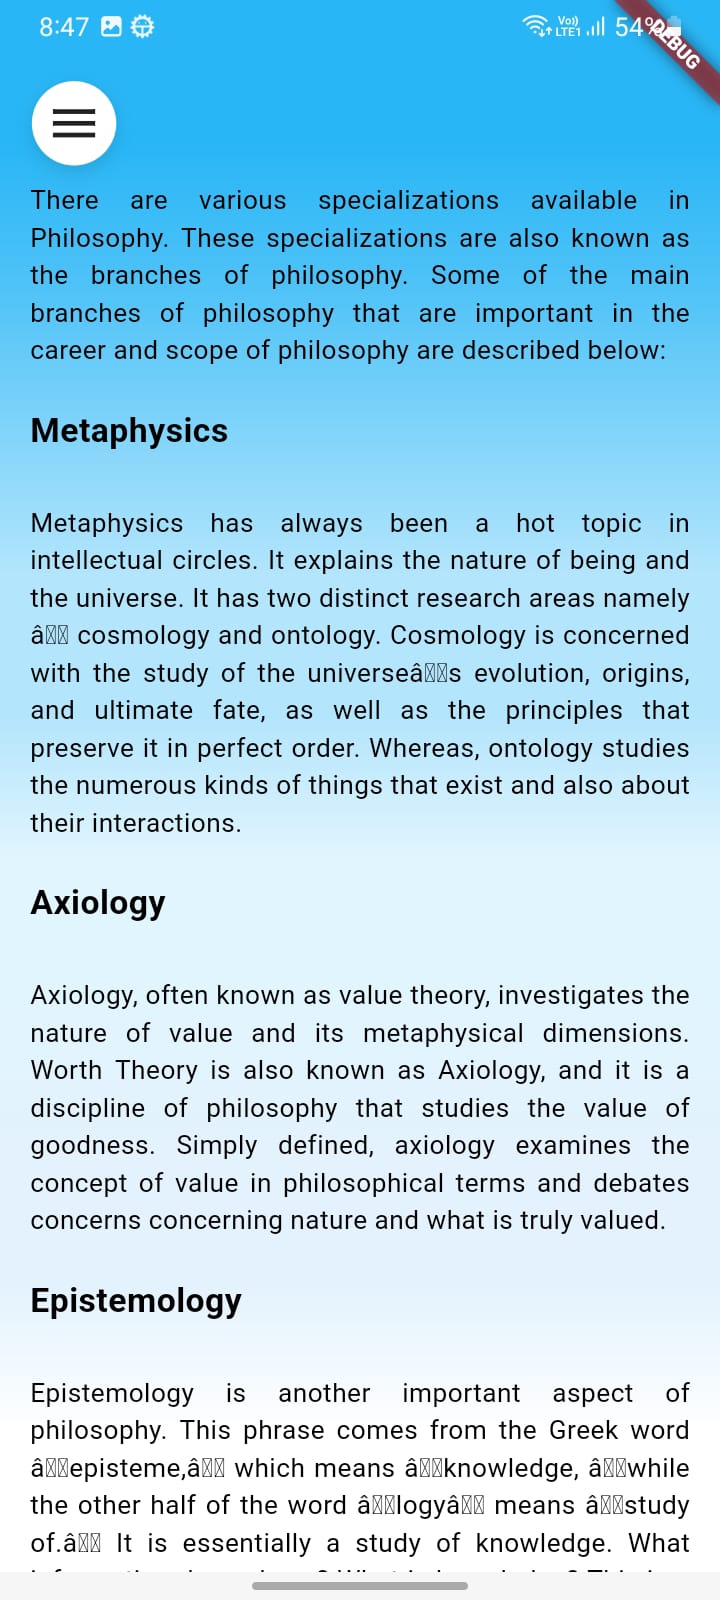 8:47
Vo))
LTE1
54%
DEBUG
There are various specializations available in
Philosophy. These specializations are also known as
the branches of philosophy. Some of the main
branches of philosophy that are important in the
career and scope of philosophy are described below:
Metaphysics
Metaphysics has always been a hot topic in
intellectual circles. It explains the nature of being and
the universe. It has two distinct research areas namely
â cosmology and ontology. Cosmology is concerned
with the study of the universeâs evolution, origins,
and ultimate fate, as well as the principles that
preserve it in perfect order. Whereas, ontology studies
the numerous kinds of things that exist and also about
their interactions.
Axiology
Axiology, often known as value theory, investigates the
nature of value and its metaphysical dimensions.
Worth Theory is also known as Axiology, and it is a
discipline of philosophy that studies the value of
goodness. Simply defined, axiology examines the
concept of value in philosophical terms and debates
concerns concerning nature and what is truly valued.
Epistemology
Epistemology is another important aspect of
philosophy. This phrase comes from the Greek word
âepisteme,â which means âknowledge, âwhile
the other half of the word âlogyâ means âstudy
of.â It is essentially a study of knowledge. What